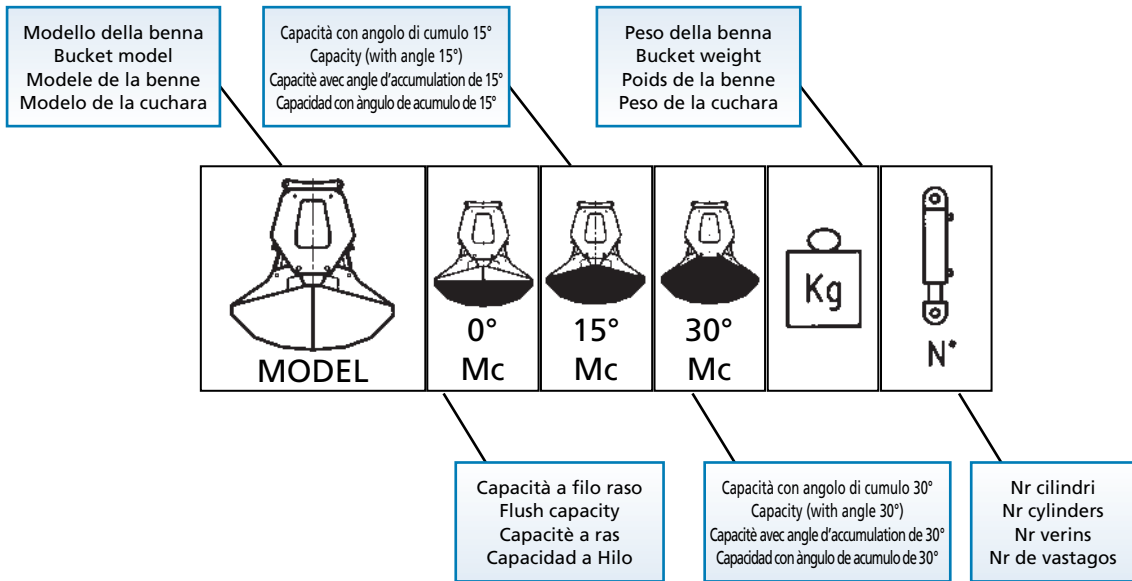 Modello della benna
Bucket model
Modele de la benne
Modelo de la cuchara
Capacità con angolo di cumulo 15°
Capacity (with angle 15°)
Capacitè avec angle d'accumulation de 15°
Capacidad con àngulo de acumulo de 15°
Peso della benna
Bucket weight
Poids de la benne
Peso de la cuchara
MODEL
0°
Mc
15°
Mc
30°
Mc
Kg
N°
Capacità a filo raso
Flush capacity
Capacitè a ras
Capacidad a Hilo
Capacità con angolo di cumulo 30°
Capacity (with angle 30°)
Capacitè avec angle d'accumulation de 30°
Capacidad con àngulo de acumulo de 30°
Nr cilindri
Nr cylinders
Nr verins
Nr de vastagos